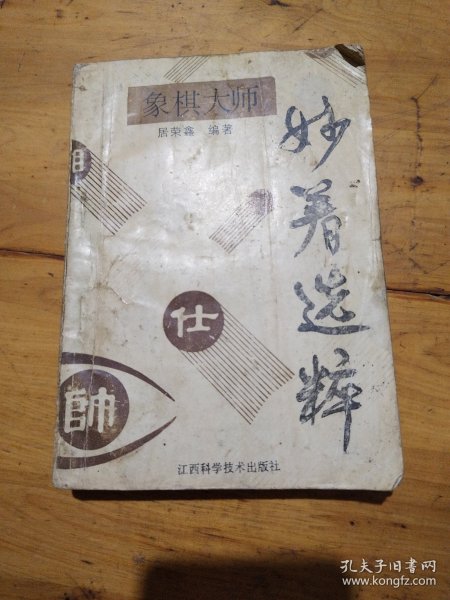 象棋大师
居荣鑫 编著
妙着选粹
相
仕
帥
江西科学技术出版社
孔夫子旧书网
www.kongfz.com